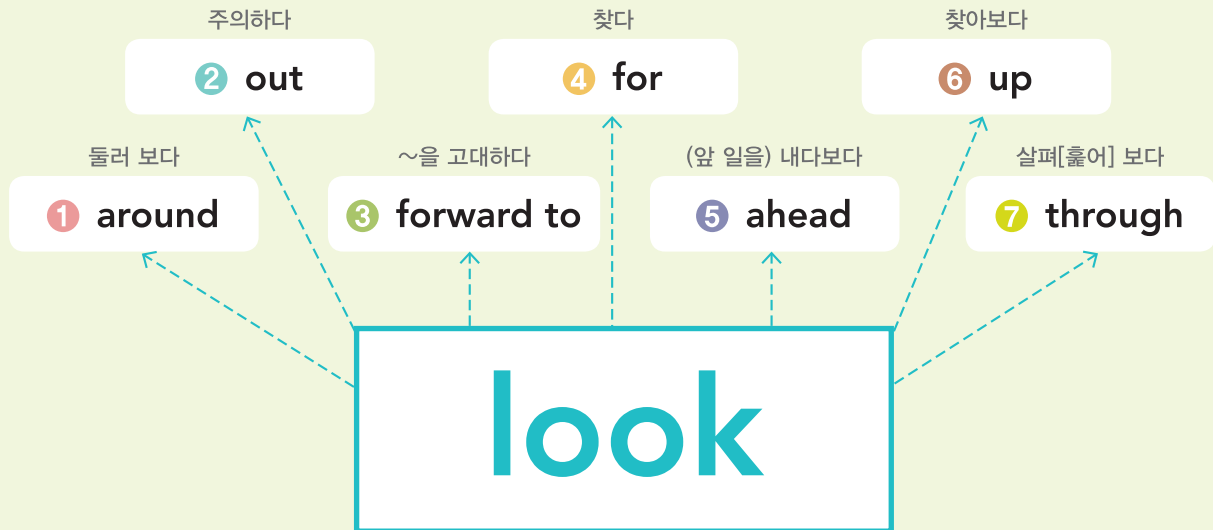 주의하다
찾다
찾아보다
2 out
4 for
6 up
둘러 보다
~을 고대하다
(앞 일을) 내다보다
살펴[훑어] 보다
1 around
3 forward to
5 ahead
7 through
look